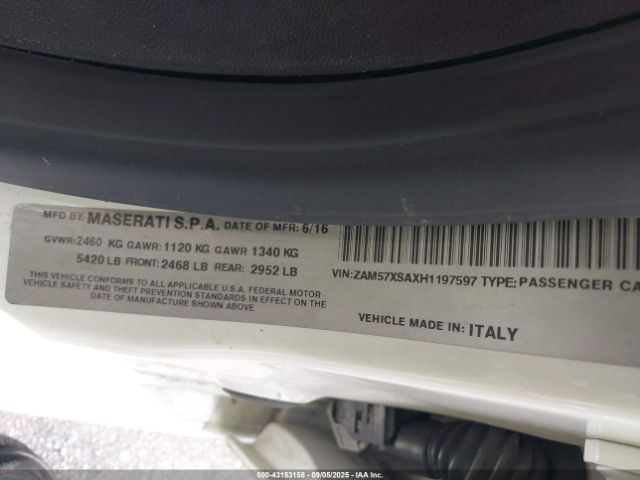 MFD BY: MASERATI S.P.A. DATE OF MFR: 6/16
GVWR:2460 KG GAWR:1120 KG GAWR 1340 KG
5420 LB FRONT: 2468 LB REAR: 2952 LB
THIS VEHICLE CONFORMS TO ALL APPLICABLE U.S.A. FEDERAL MOTOR
VEHICLE SAFETY AND THEFT PREVENTION STANDARDS IN EFFECT ON THE
DATE OF MANUFACTURE SHOWN ABOVE
VIN:ZAM57XSAXH1197597 TYPE: PASSENGER CA
VEHICLE MADE IN: ITALY
000-43153158 - 09/05/2025 - IAA Inc.